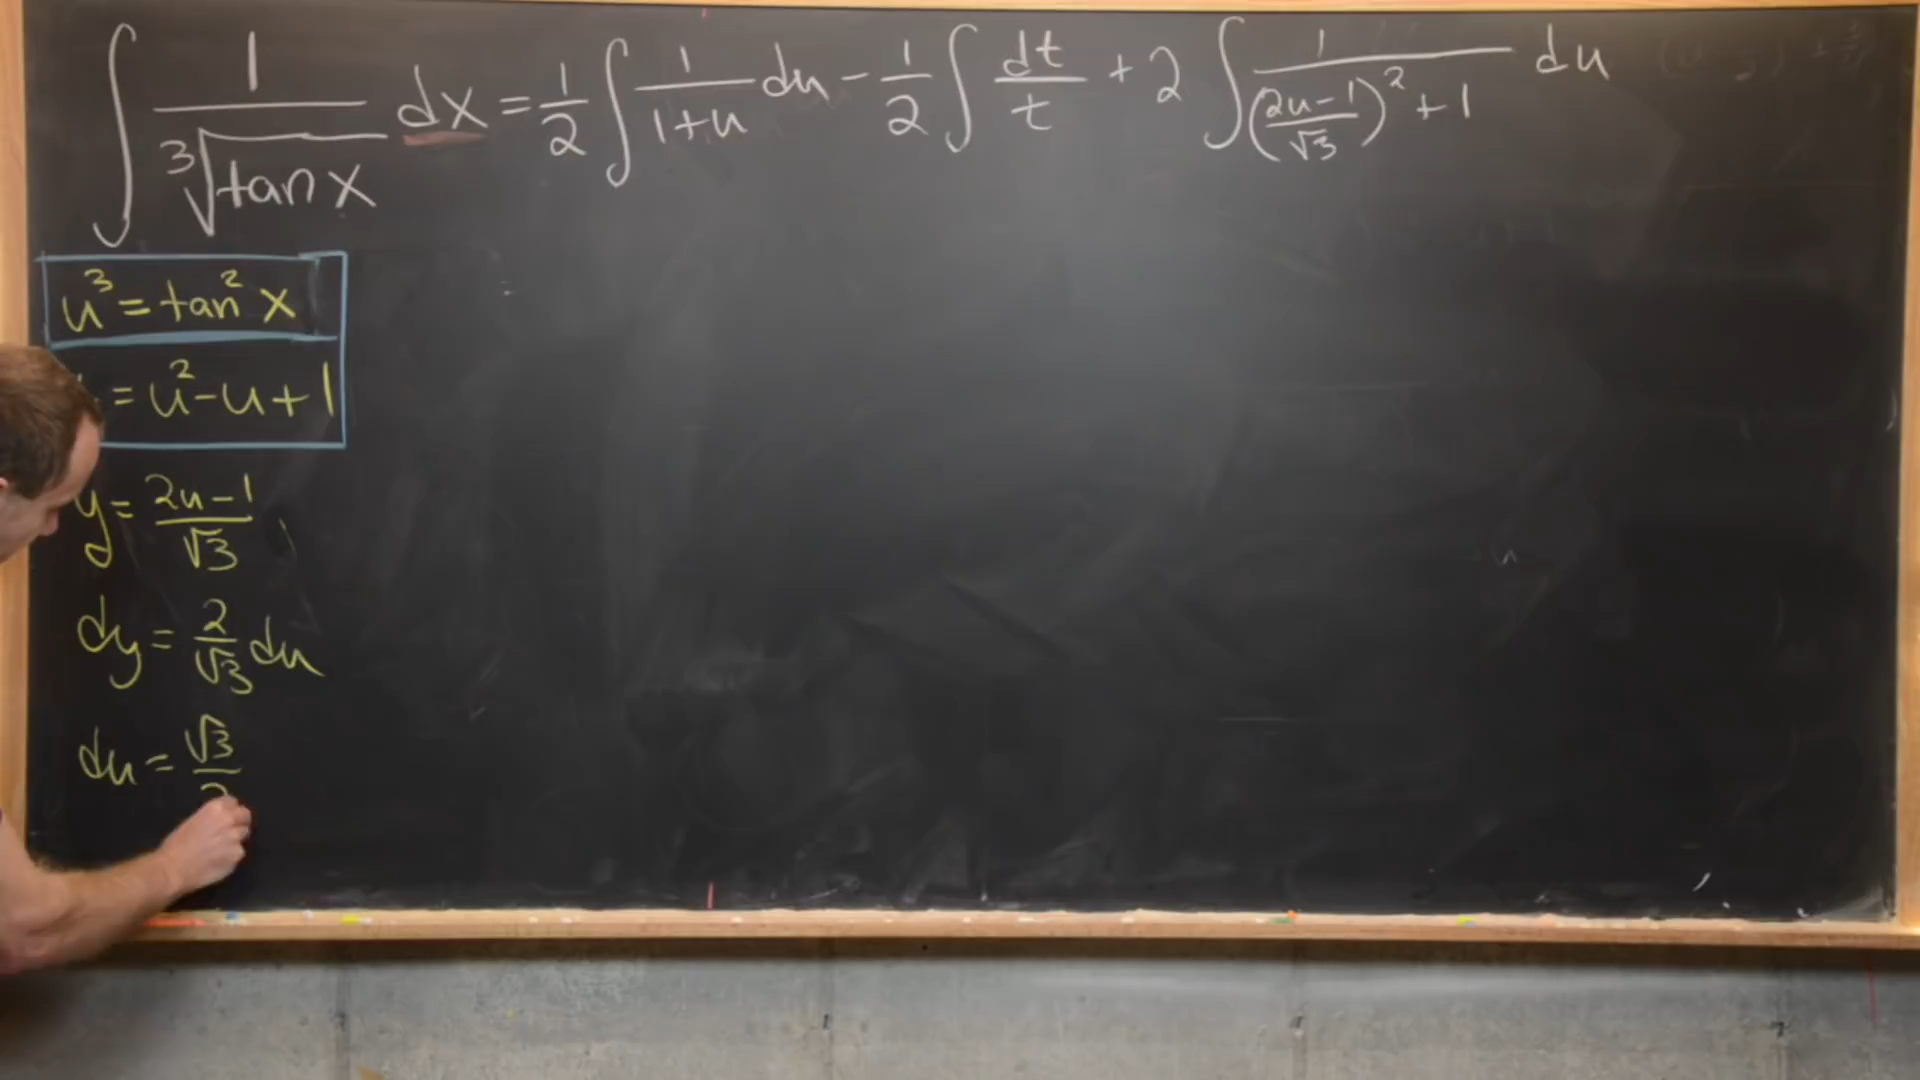 ∫ 1/∛(tan x) dx = 1/2 ∫ 1/(1+u) du − 1/2 ∫ dt/t + 2 ∫ 1/(((2u−1)/√3)² + 1) du
u³ = tan² x
= u² − u + 1
y = (2u−1)/√3
dy = 2/√3 du
du = √3/2